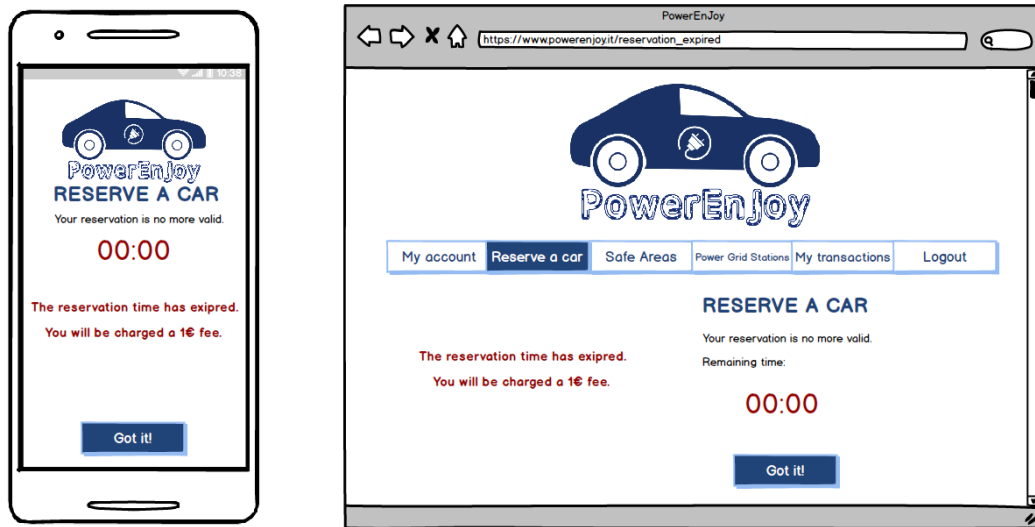 10:38
PowerEnJoy
RESERVE A CAR
Your reservation is no more valid.
00:00
The reservation time has exipred.
You will be charged a 1€ fee.
Got it!
PowerEnJoy
https://www.powerenjoy.it/reservation_expired
PowerEnJoy
My account Reserve a car Safe Areas Power Grid Stations My transactions Logout
RESERVE A CAR
Your reservation is no more valid.
Remaining time:
00:00
The reservation time has exipred.
You will be charged a 1€ fee.
Got it!